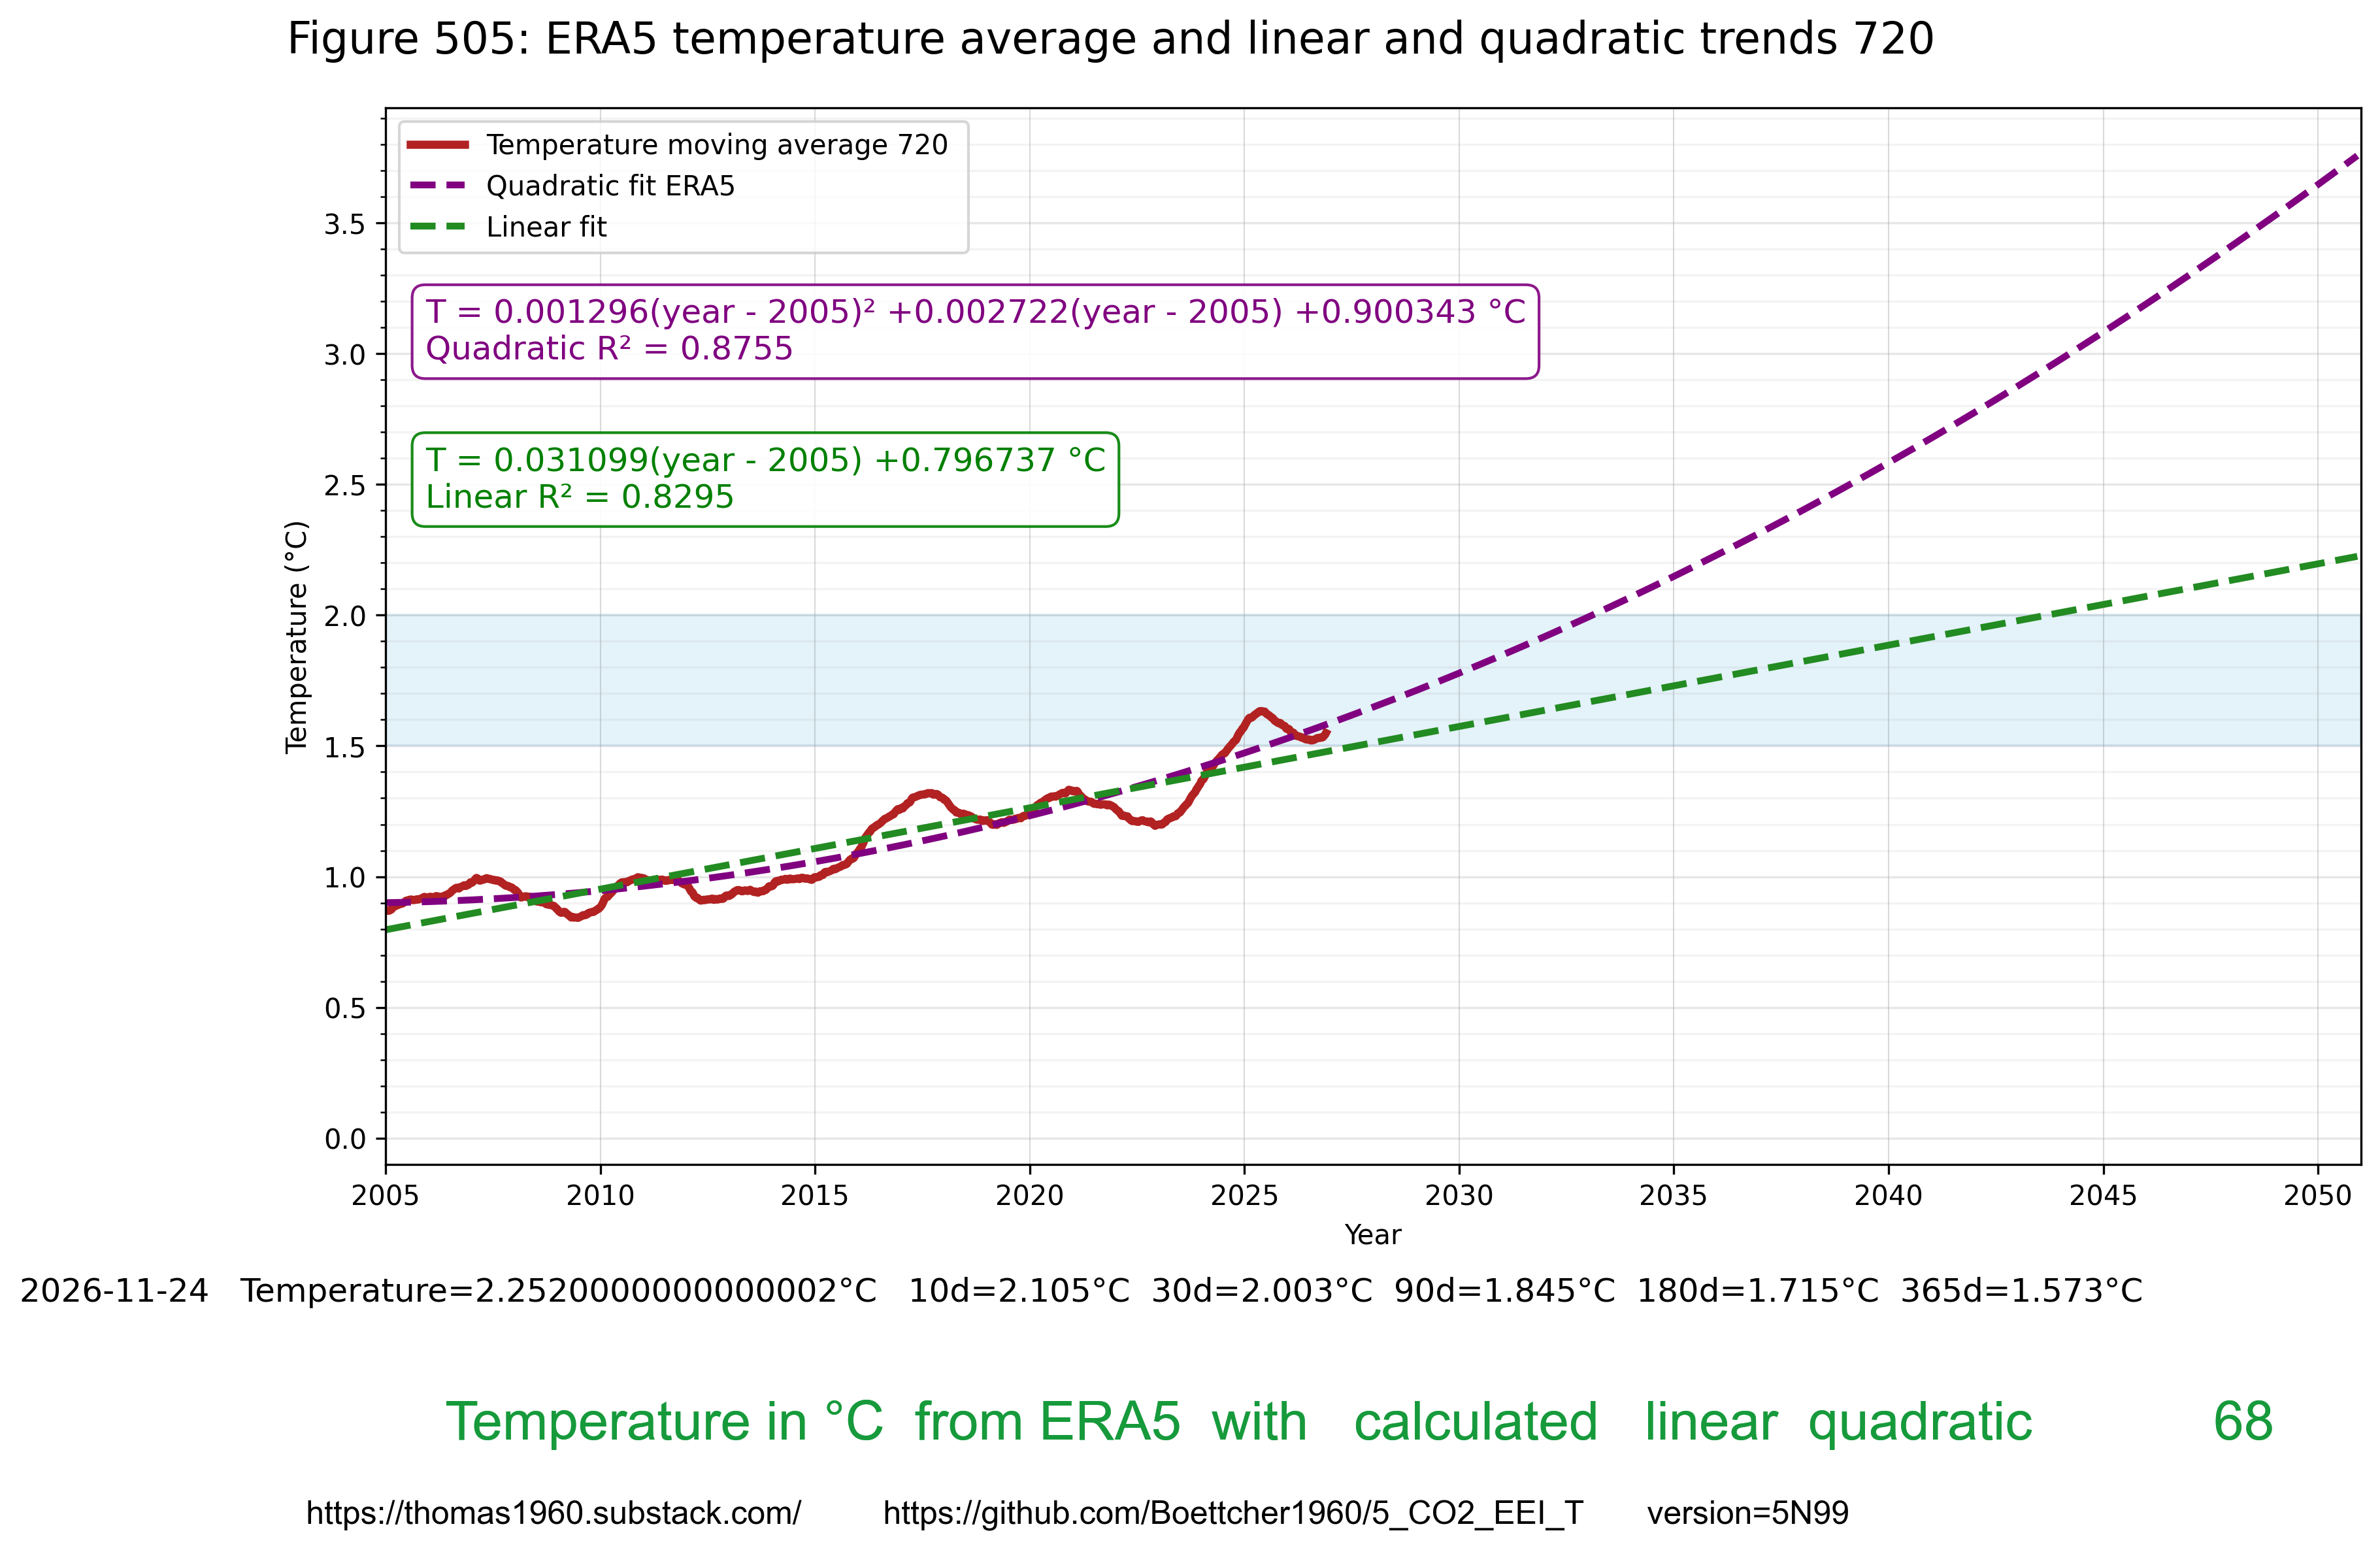 Figure 505: ERA5 temperature average and linear and quadratic trends 720
Temperature moving average 720
Quadratic fit ERA5
Linear fit
T = 0.001296(year - 2005)² +0.002722(year - 2005) +0.900343 °C
Quadratic R² = 0.8755
T = 0.031099(year - 2005) +0.796737 °C
Linear R² = 0.8295
Temperature (°C)
3.5
3.0
2.5
2.0
1.5
1.0
0.5
0.0
2005 2010 2015 2020 2025 2030 2035 2040 2045 2050
Year
2026-11-24 Temperature=2.2520000000000002°C 10d=2.105°C 30d=2.003°C 90d=1.845°C 180d=1.715°C 365d=1.573°C
Temperature in °C from ERA5 with calculated linear quadratic 68
https://thomas1960.substack.com/ https://github.com/Boettcher1960/5_CO2_EEI_T version=5N99